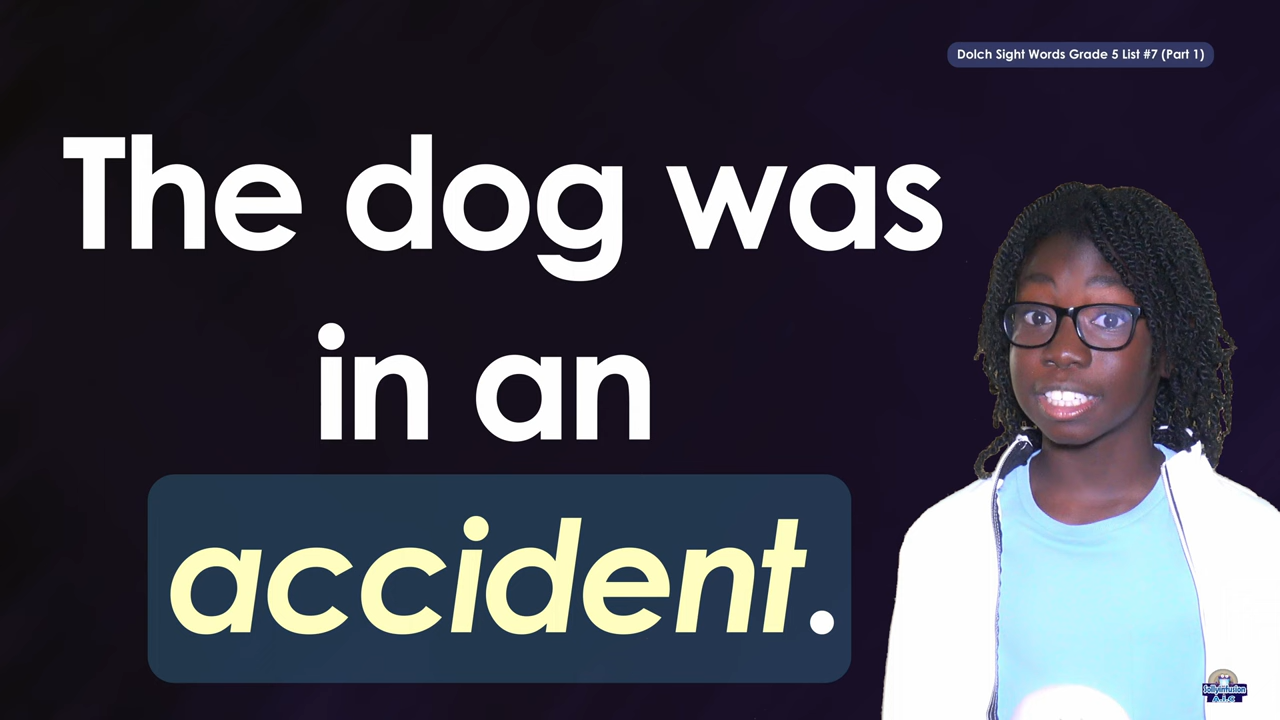 Dolch Sight Words Grade 5 List #7 (Part 1)
The dog was
in an
accident.